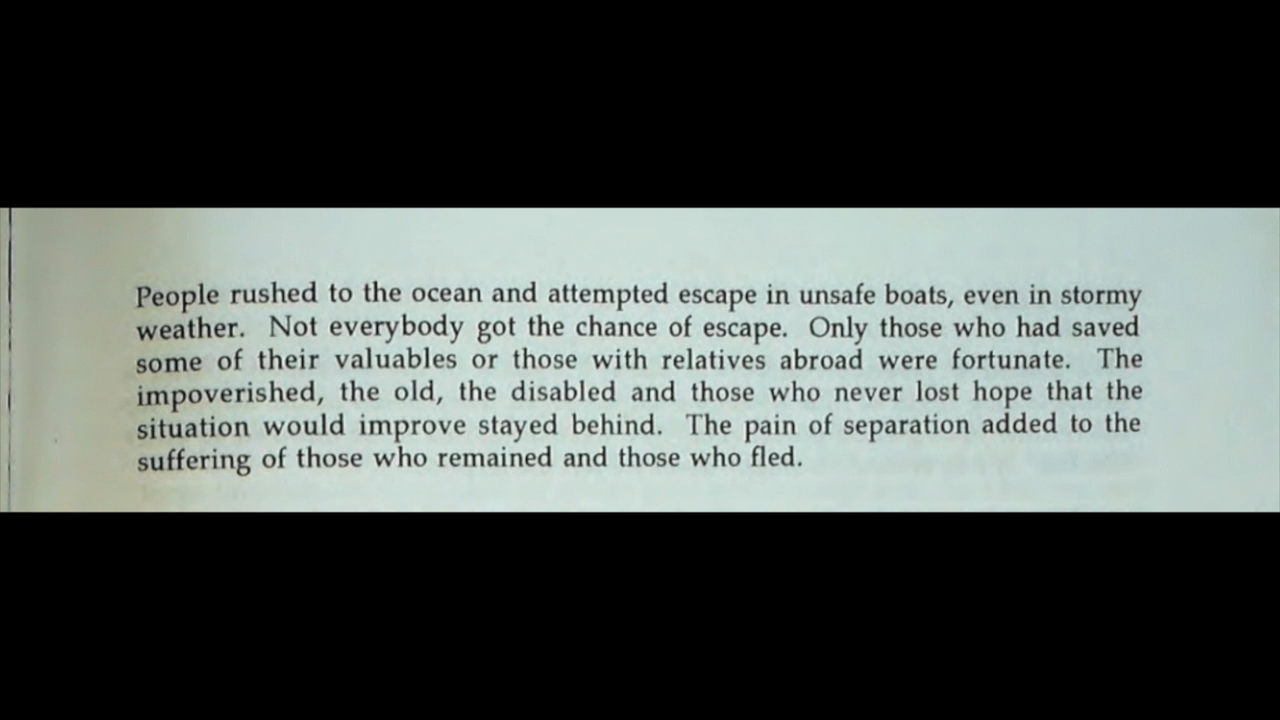 People rushed to the ocean and attempted escape in unsafe boats, even in stormy
weather. Not everybody got the chance of escape. Only those who had saved
some of their valuables or those with relatives abroad were fortunate. The
impoverished, the old, the disabled and those who never lost hope that the
situation would improve stayed behind. The pain of separation added to the
suffering of those who remained and those who fled.